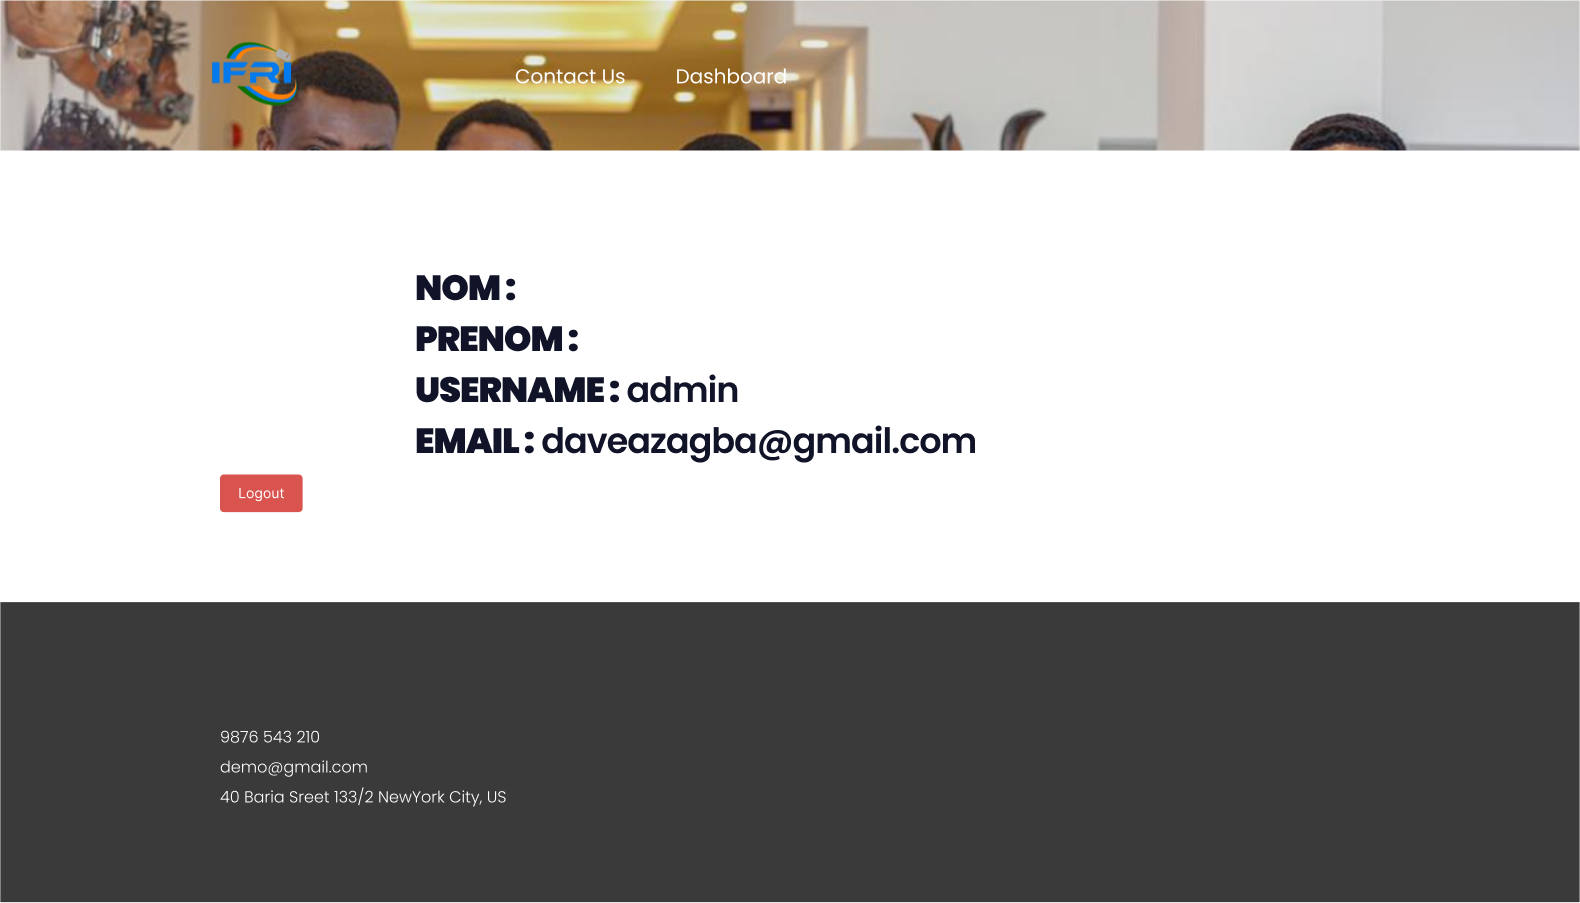 IFRI
Contact Us
Dashboard
NOM :
PRENOM :
USERNAME : admin
EMAIL : daveazagba@gmail.com
Logout
9876 543 210
demo@gmail.com
40 Baria Sreet 133/2 NewYork City, US